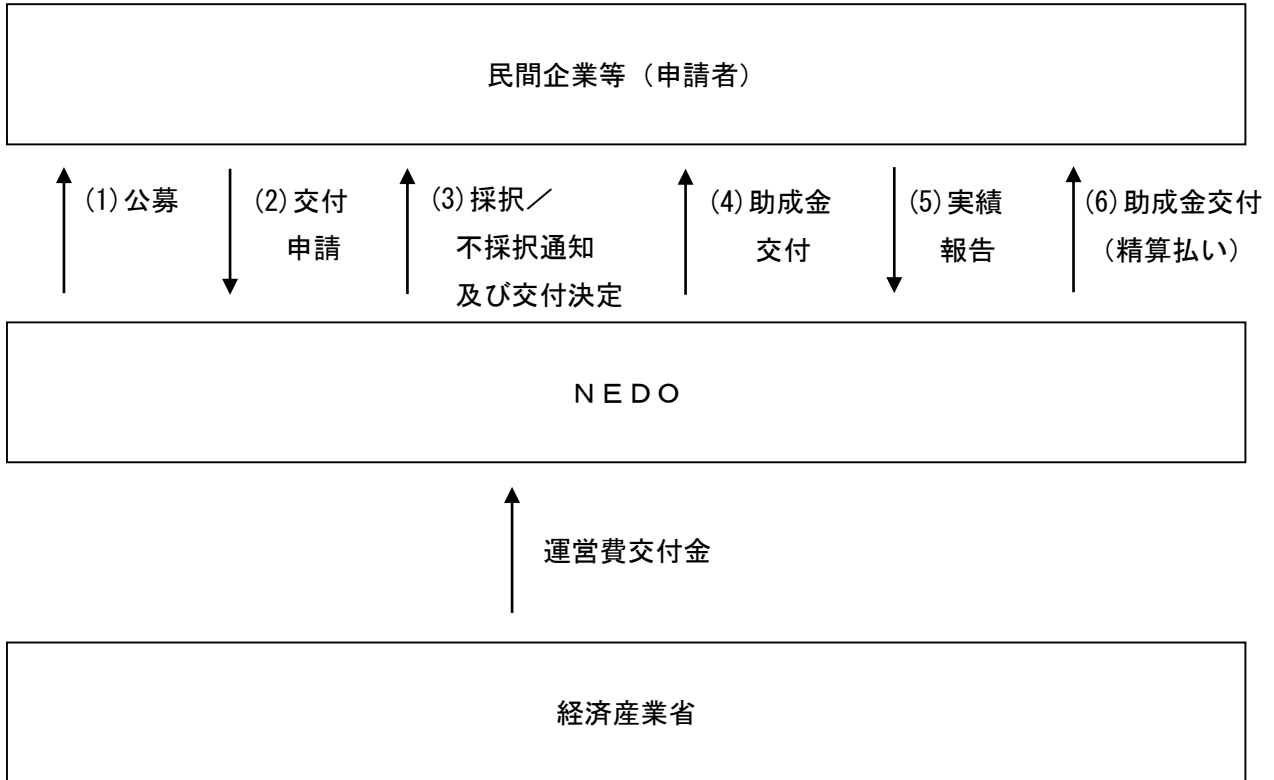 民間企業等（申請者）
(1)公募
(2)交付
申請
(3)採択／
不採択通知
及び交付決定
(4)助成金
交付
(5)実績
報告
(6)助成金交付
（精算払い）
ＮＥＤＯ
運営費交付金
経済産業省